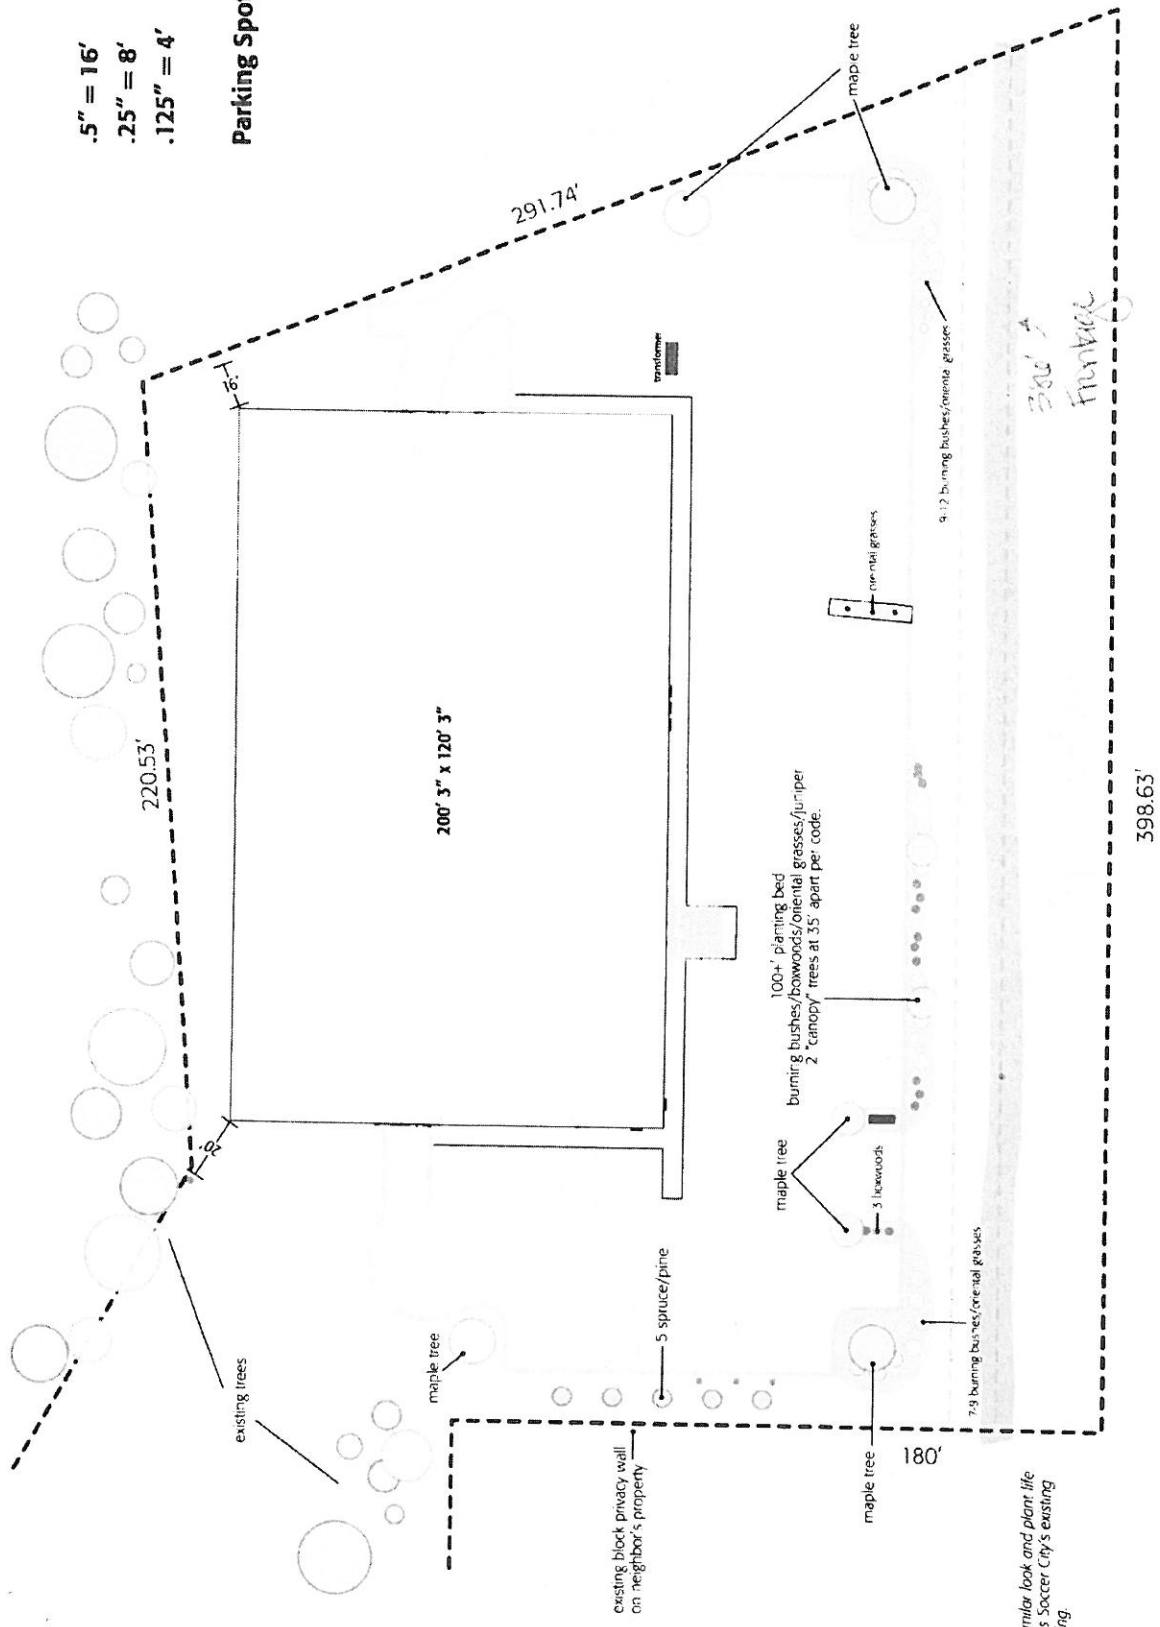 .5" = 16'
.25" = 8'
.125" = 4'
Parking Spo
maple tree
291.74'
16'
transformer
9-12 burning bushes/oriental grasses
Frontage
oriental grasses
220.53'
200' 3" x 120' 3"
398.63'
100+' planting bed
burning bushes/boxwoods/oriental grasses/juniper
2 "canopy" trees at 35' apart per code.
20'
maple tree
3 boxwoods
5 spruce/pine
7-9 burning bushes/oriental grasses
existing trees
maple tree
existing block privacy wall
on neighbor's property
maple tree
180'
milar look and plant life
s Soccer City's existing
ng.